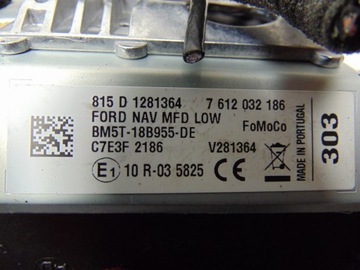 815 D 1281364 7 612 032 186
FORD NAV MFD LOW FoMoCo
BM5T-18B955-DE
C7E3F 2186 V281364
E1 10 R-03 5825 CE
MADE IN PORTUGAL
303